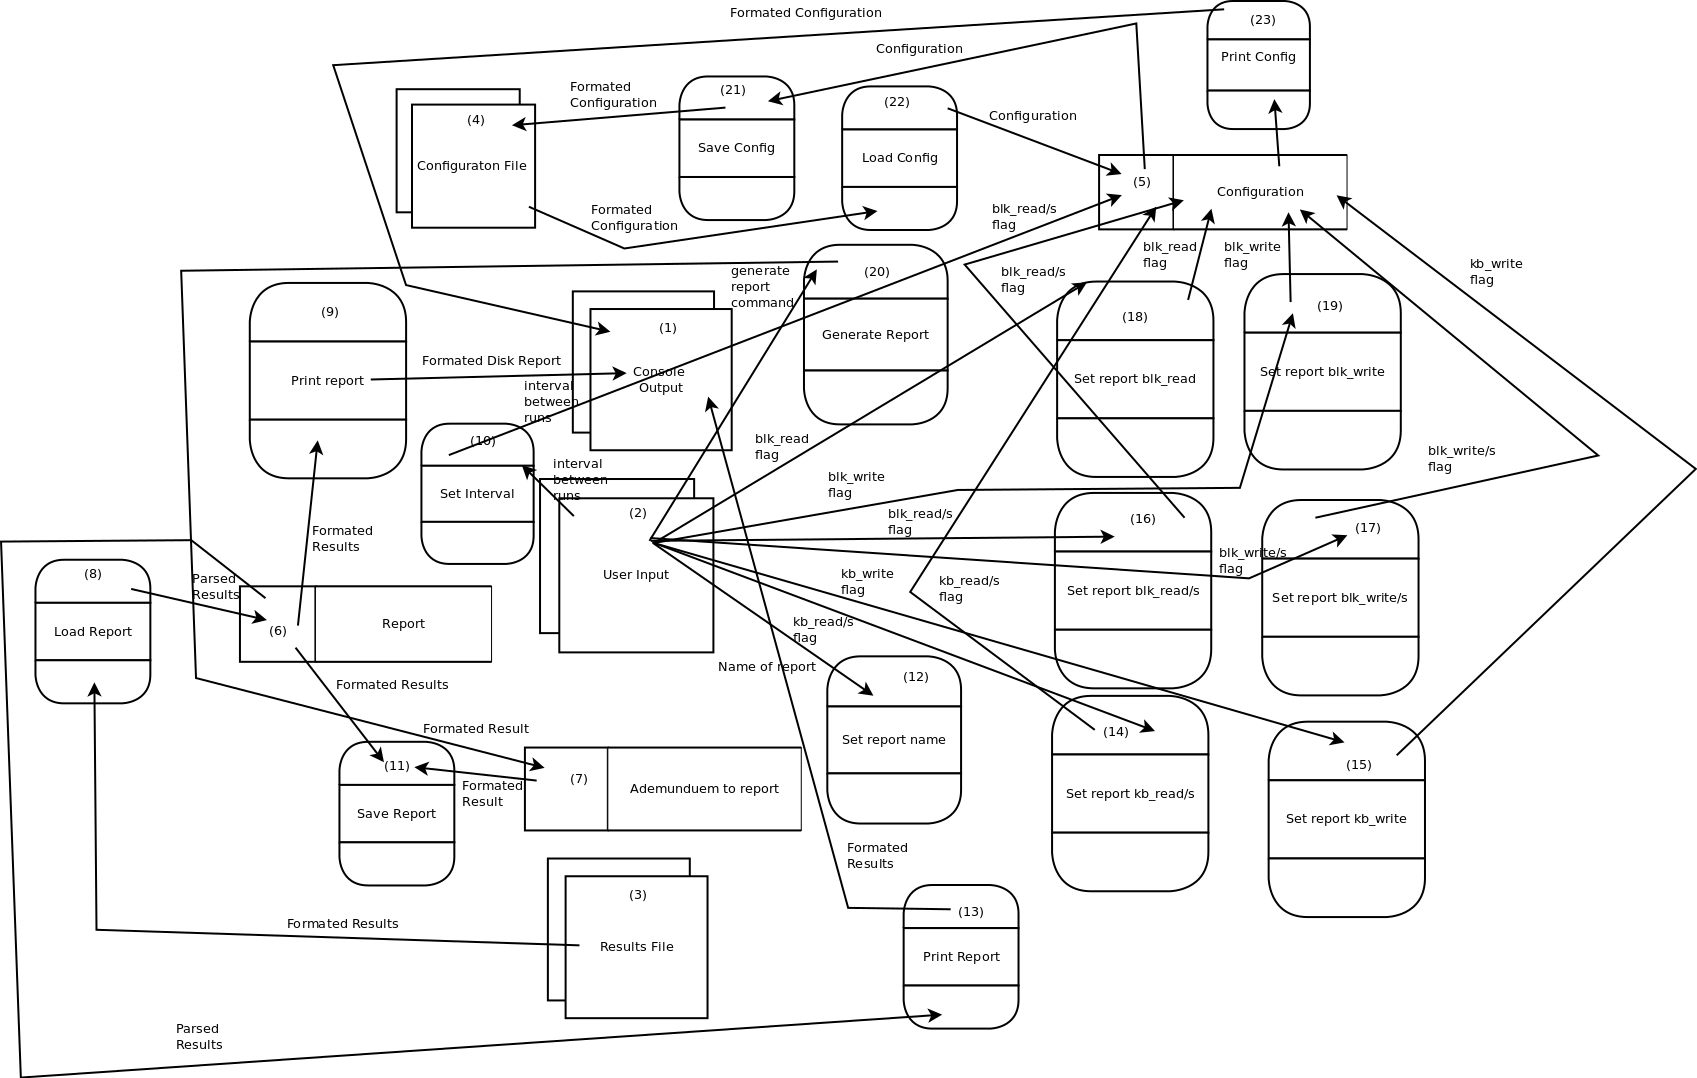 Formated Configuration
(23)
Print Config
Configuration
Formated
Configuration
(21)
Save Config
(22)
Load Config
Configuration
(4)
Configuraton File
Formated
Configuration
(5)
Configuration
blk_read/s
flag
blk_read
flag
blk_write
flag
kb_write
flag
blk_read/s
flag
generate
report
command
(20)
Generate Report
(9)
Print report
Formated Disk Report
(1)
Console
Output
(18)
Set report blk_read
(19)
Set report blk_write
interval
between
runs
(10)
Set Interval
interval
between
runs
blk_read
flag
blk_write
flag
blk_write/s
flag
(2)
User Input
blk_read/s
flag
(16)
Set report blk_read/s
(17)
Set report blk_write/s
blk_write/s
flag
Formated
Results
(8)
Load Report
Parsed
Results
(6)
Report
kb_write
flag
kb_read/s
flag
kb_read/s
flag
Name of report
Formated Results
Formated Result
(12)
Set report name
(14)
Set report kb_read/s
(15)
Set report kb_write
(11)
Save Report
Formated
Result
(7)
Ademunduem to report
Formated
Results
(3)
Results File
Formated Results
(13)
Print Report
Parsed
Results